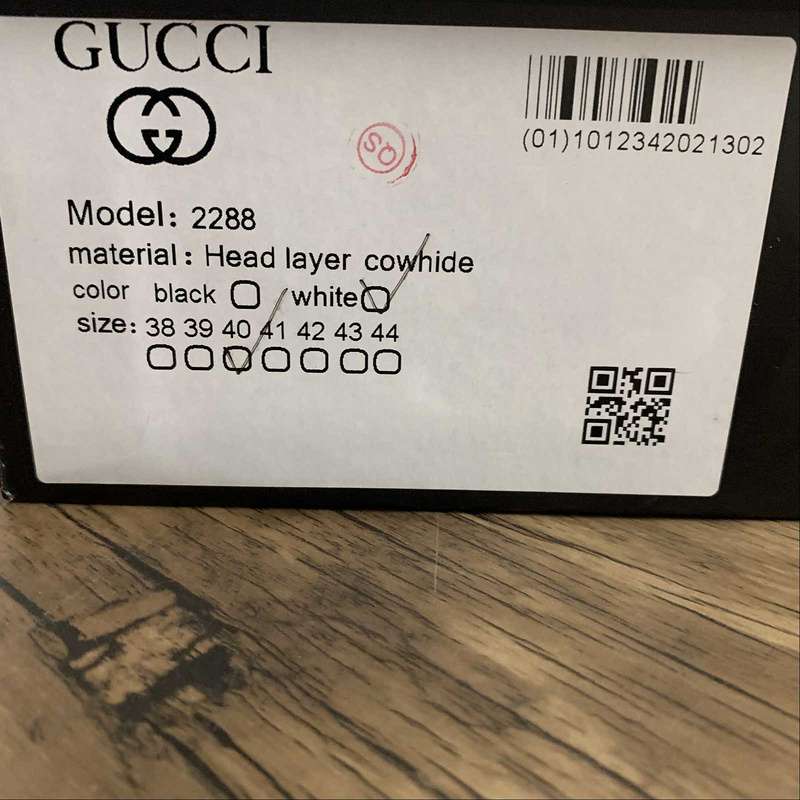 GUCCI
(01)1012342021302
SQ
Model: 2288
material: Head layer cowhide
color black white
size: 38 39 40 41 42 43 44